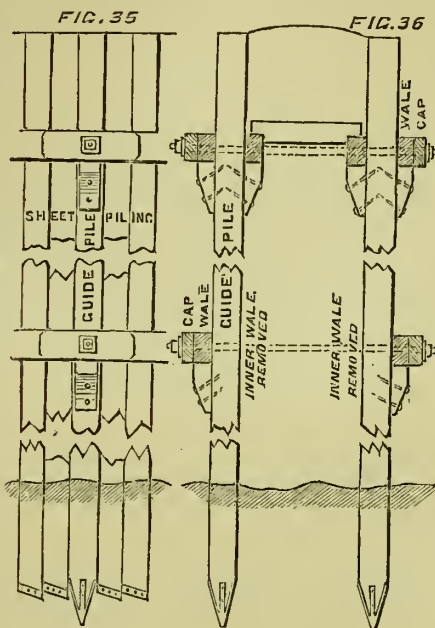 FIG. 35
FIG. 36
WALE
CAP
SHEET PILING
GUIDE PILE
GUIDE PILE
CAP
WALE
INNER WALE
REMOVED
INNER WALE
REMOVED